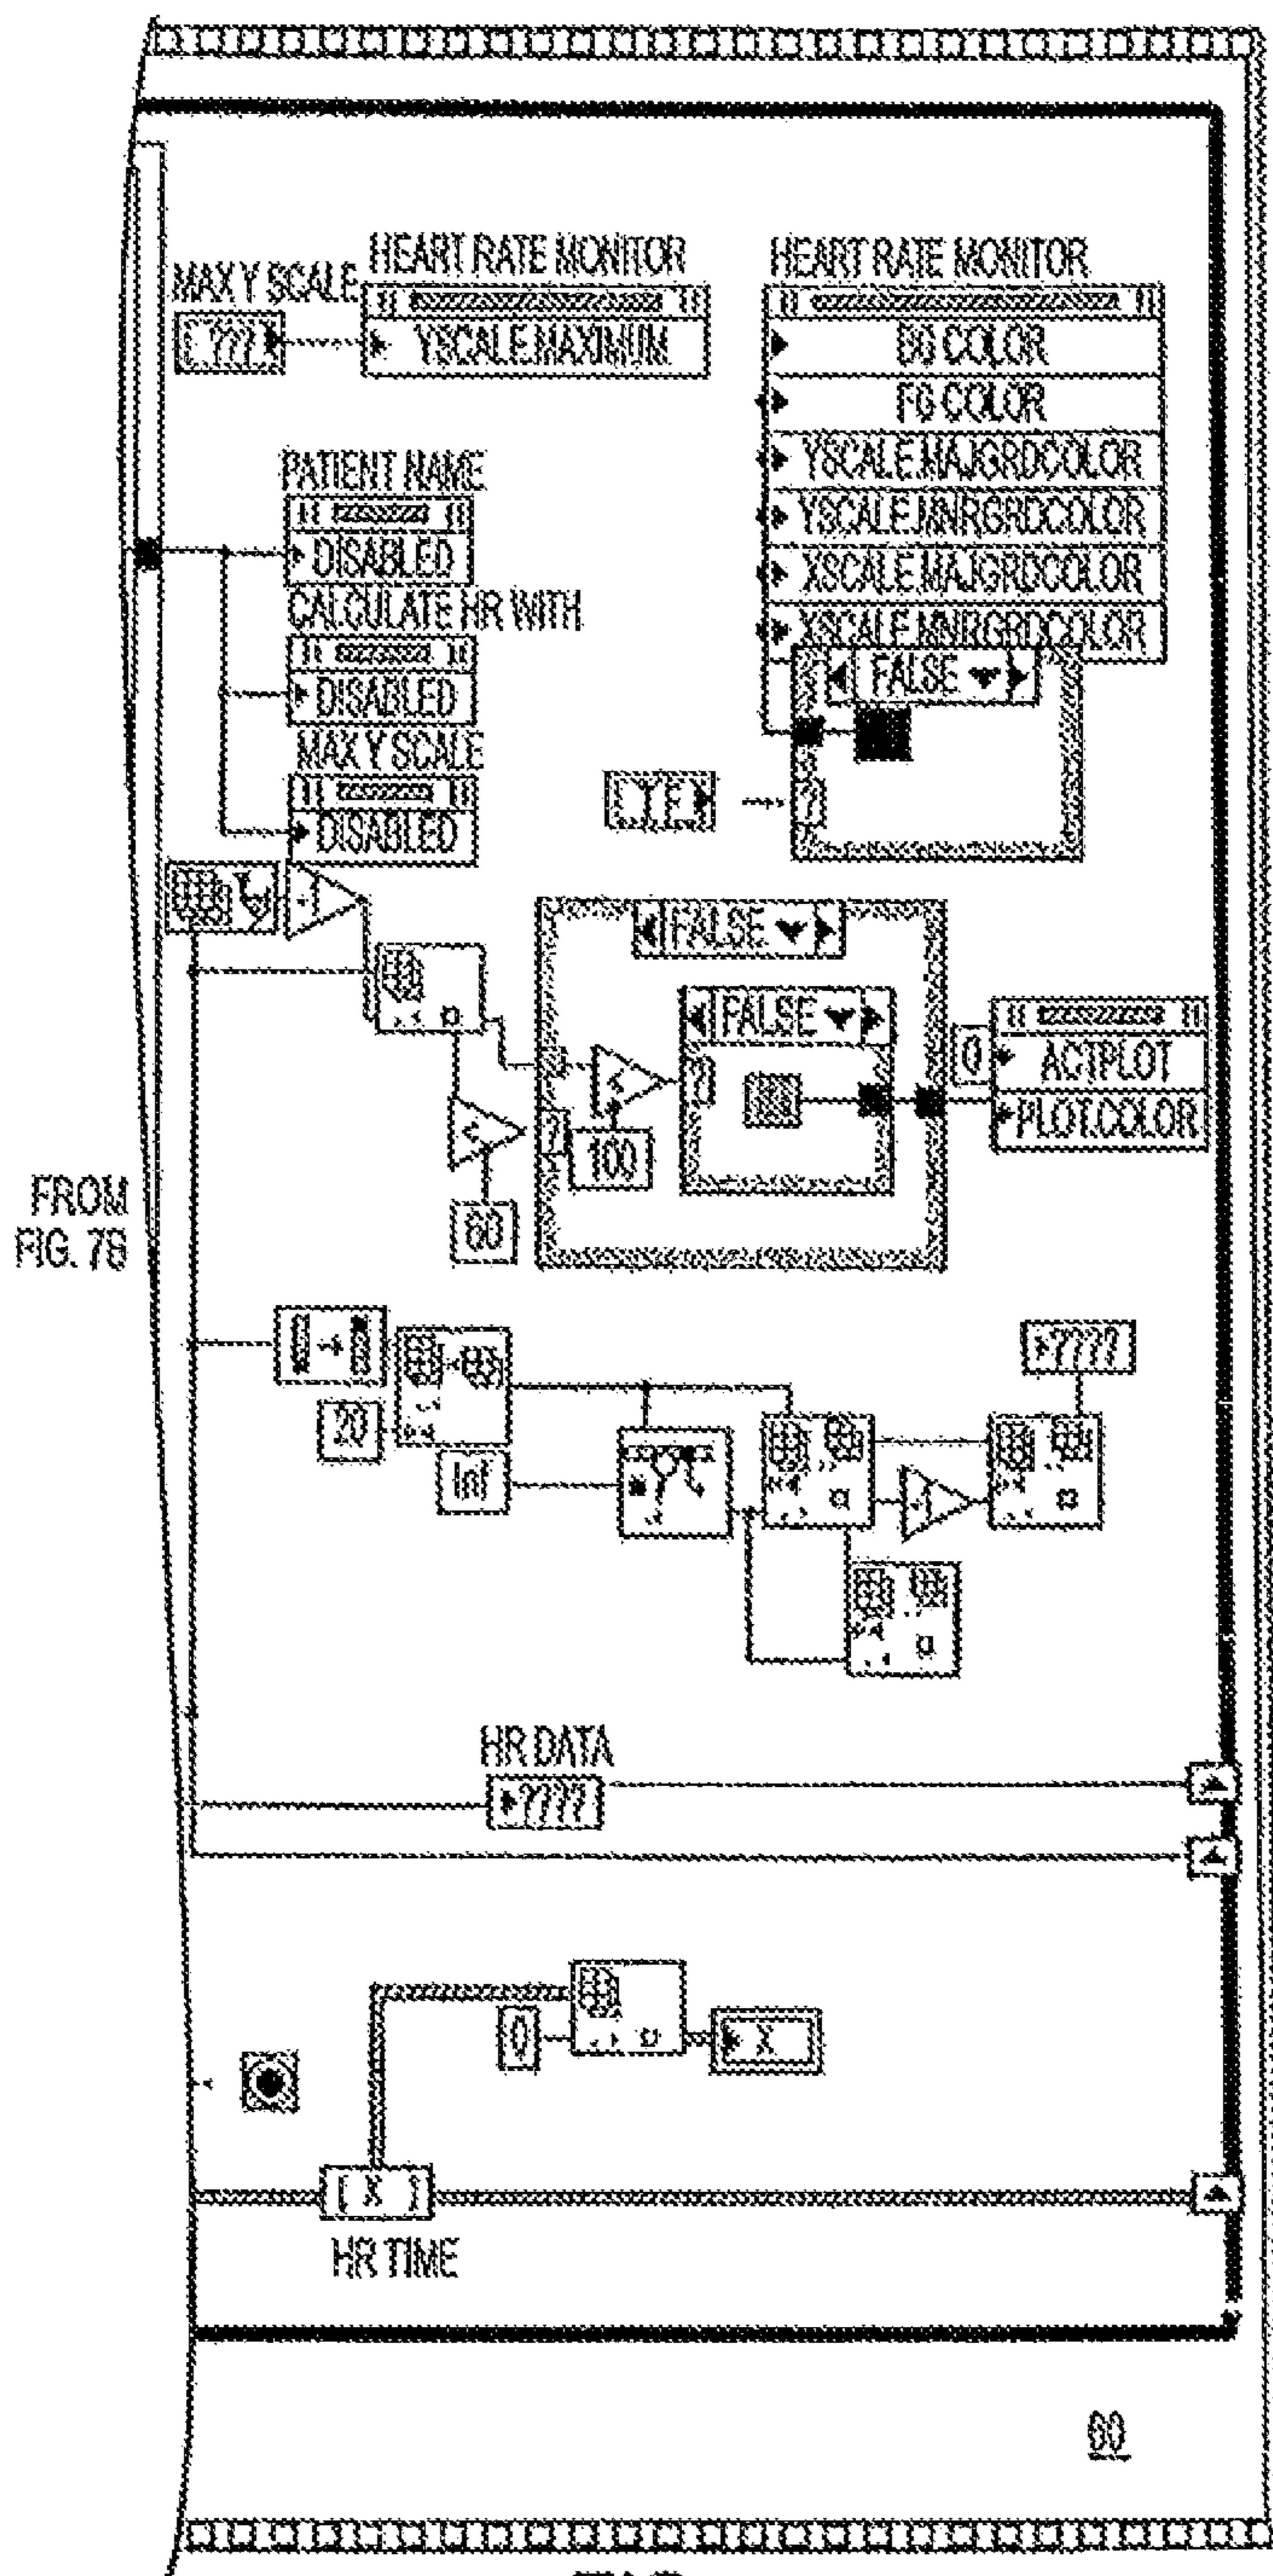 HEART RATE MONITOR
HEART RATE MONITOR
MAX Y SCALE
???
YSCALE.MAXIMUM
BG COLOR
FG COLOR
YSCALE.MAJGRDCOLOR
YSCALE.MNRGRDCOLOR
XSCALE.MAJGRDCOLOR
XSCALE.MNRGRDCOLOR
PATIENT NAME
DISABLED
CALCULATE HR WITH
DISABLED
MAX Y SCALE
DISABLED
FALSE
TF
?
FALSE
FALSE
0
ACTPLOT
PLOT.COLOR
<
?
<
?
100
60
FROM
FIG. 7B
????
20
Inf
HR DATA
????
0
X
[ X ]
HR TIME
60